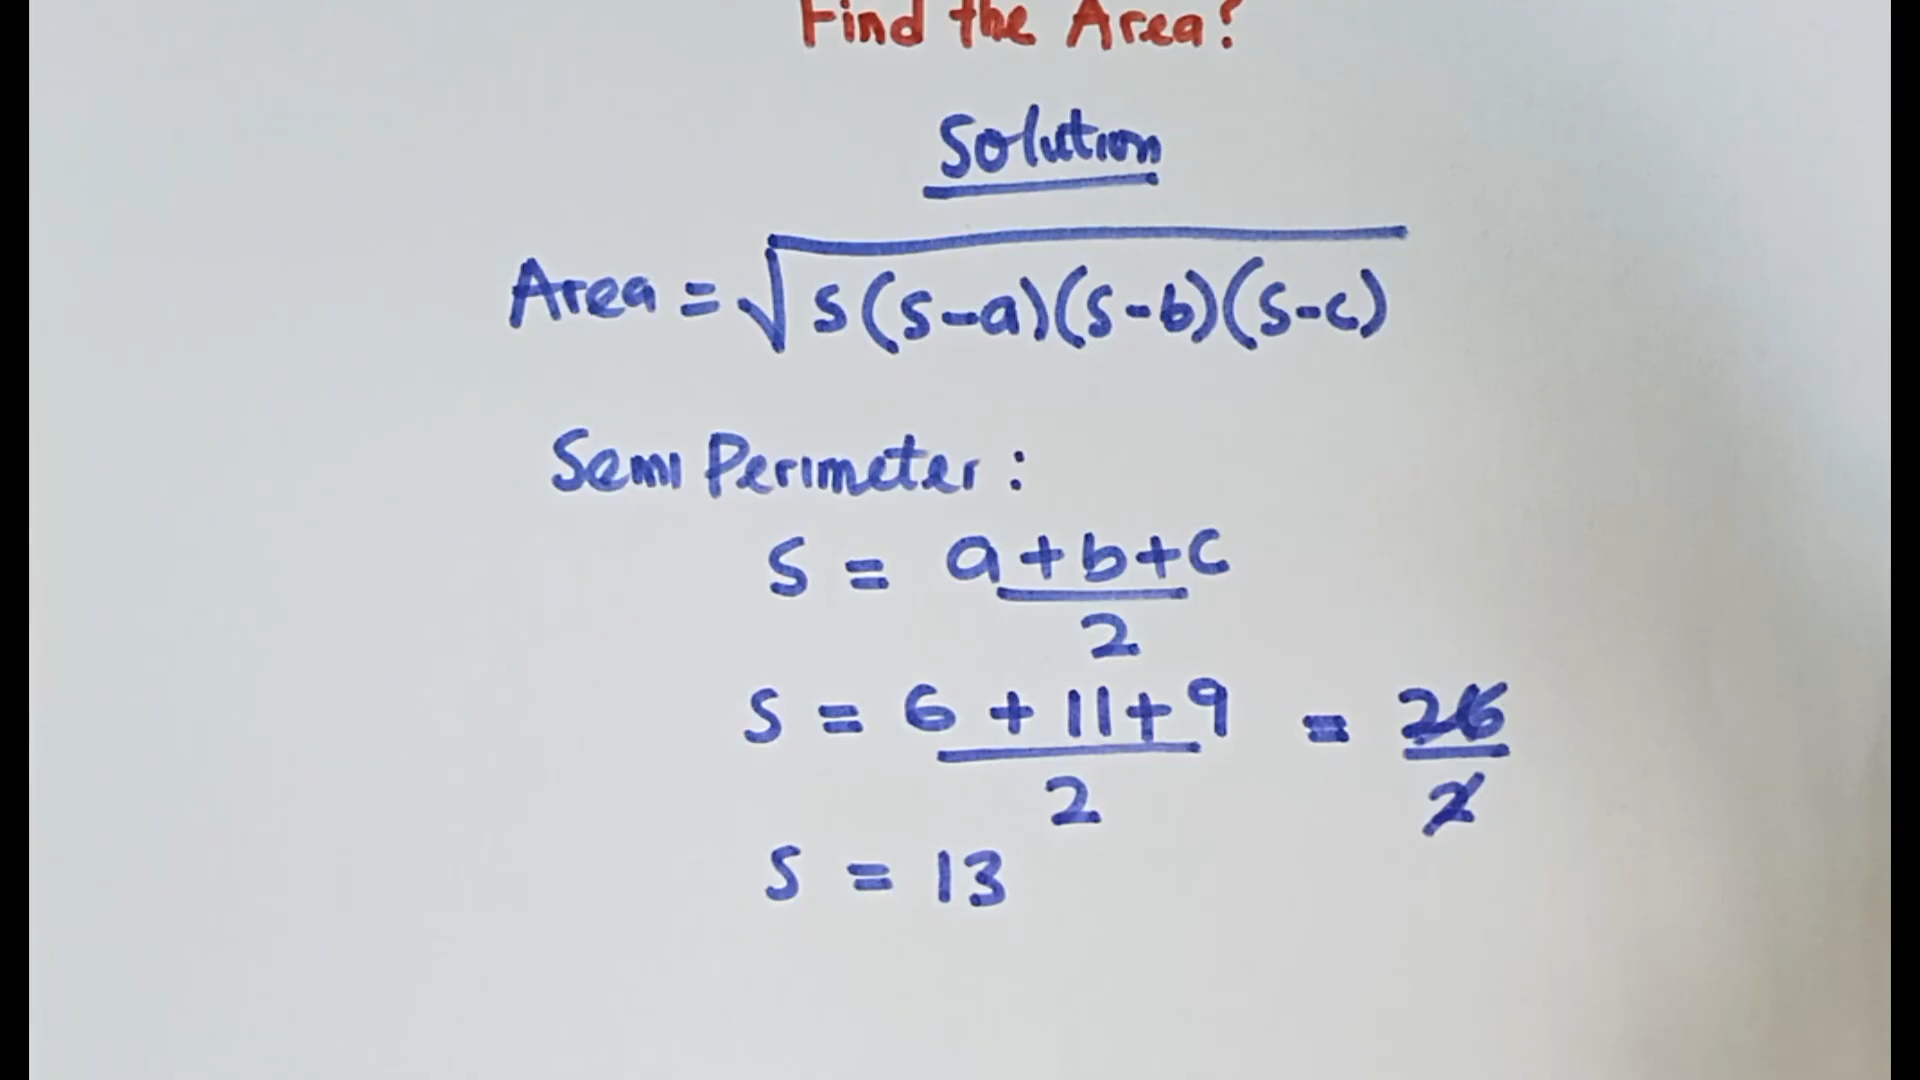 Find the Area?
Solution
Area = √s(s-a)(s-b)(s-c)
Semi Perimeter :
S = a+b+c
2
S = 6 + 11 + 9 = 26
2 2
S = 13